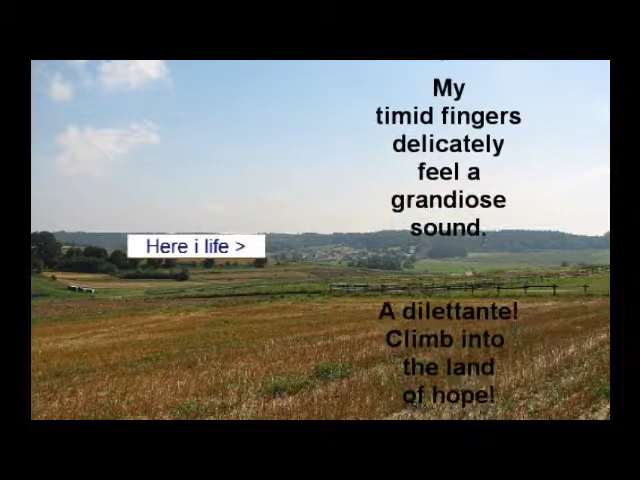 My
timid fingers
delicately
feel a
grandiose
sound.
Here i life >
A dilettante!
Climb into
the land
of hope!